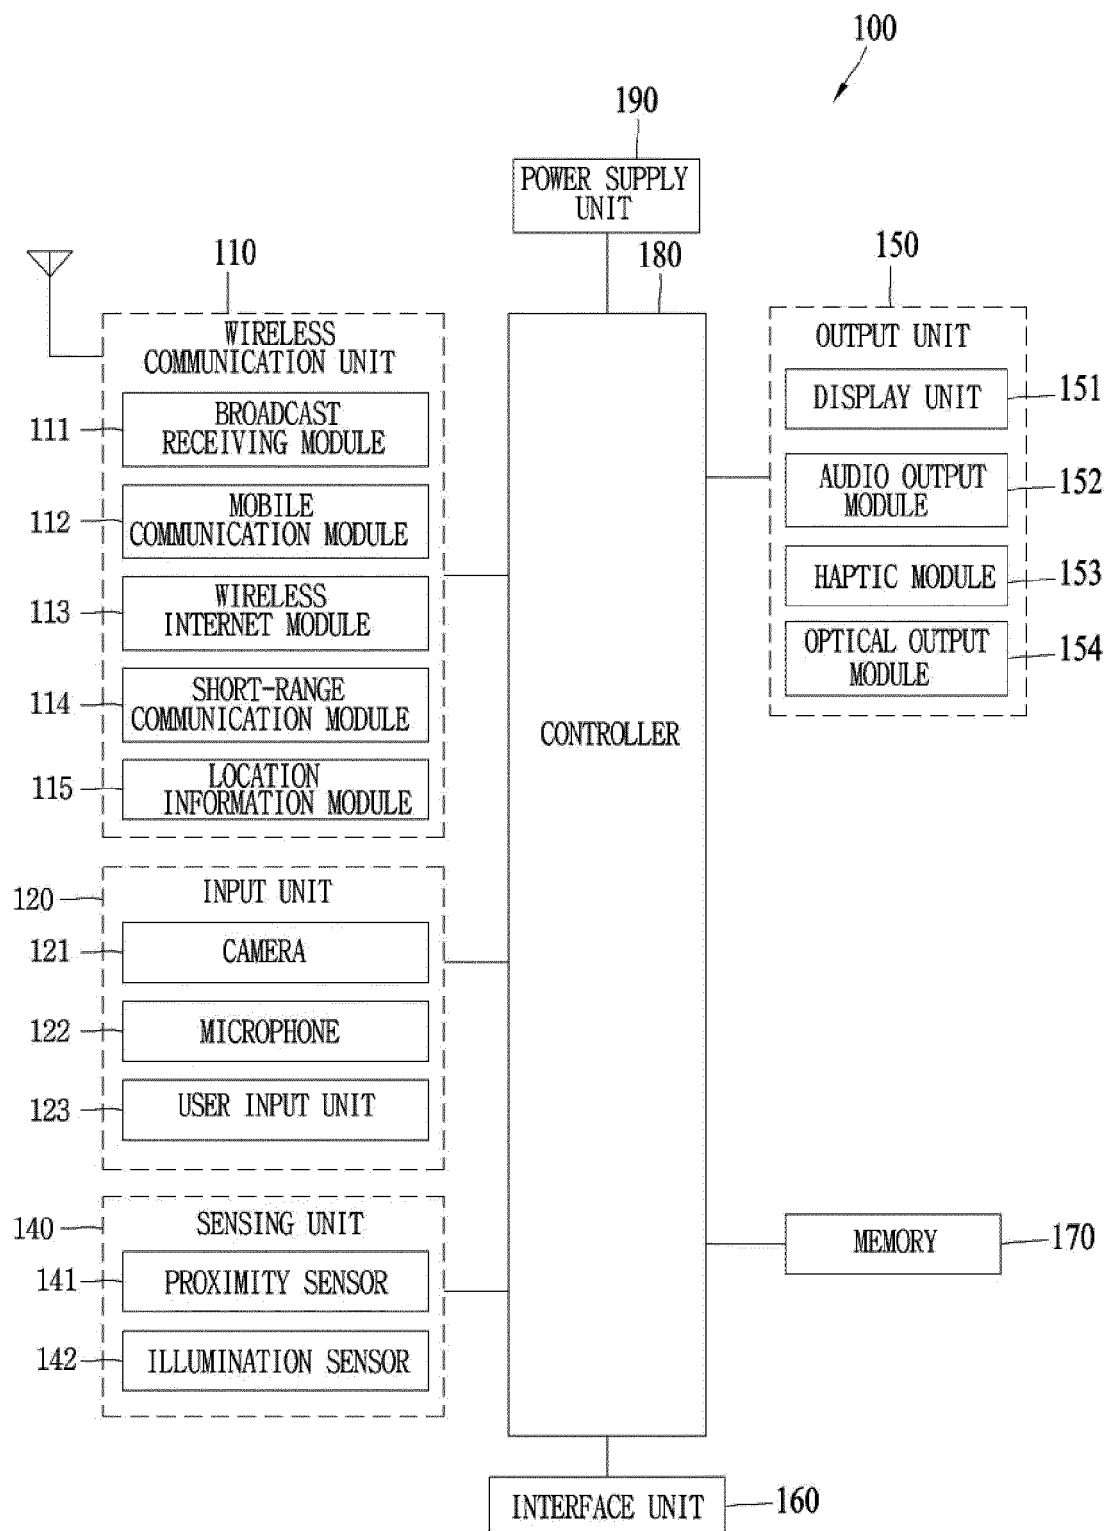 100
190
POWER SUPPLY
UNIT
110
180
150
WIRELESS
COMMUNICATION UNIT
111
BROADCAST
RECEIVING MODULE
112
MOBILE
COMMUNICATION MODULE
113
WIRELESS
INTERNET MODULE
114
SHORT-RANGE
COMMUNICATION MODULE
115
LOCATION
INFORMATION MODULE
120
INPUT UNIT
121
CAMERA
122
MICROPHONE
123
USER INPUT UNIT
140
SENSING UNIT
141
PROXIMITY SENSOR
142
ILLUMINATION SENSOR
CONTROLLER
OUTPUT UNIT
DISPLAY UNIT
151
AUDIO OUTPUT
MODULE
152
HAPTIC MODULE
153
OPTICAL OUTPUT
MODULE
154
MEMORY
170
INTERFACE UNIT
160